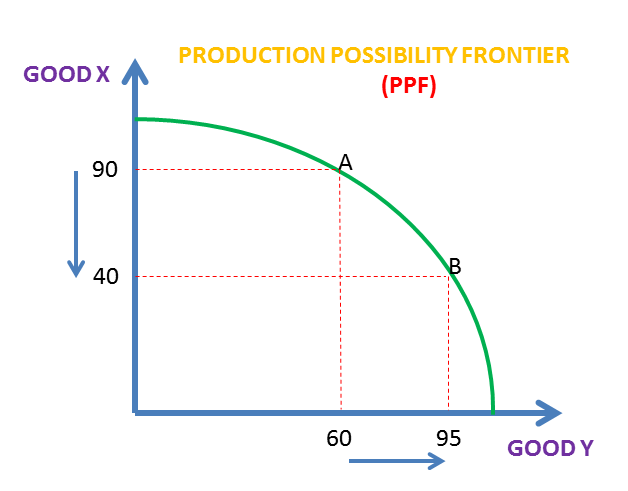 PRODUCTION POSSIBILITY FRONTIER
(PPF)
GOOD X
A
90
B
40
60
95
GOOD Y